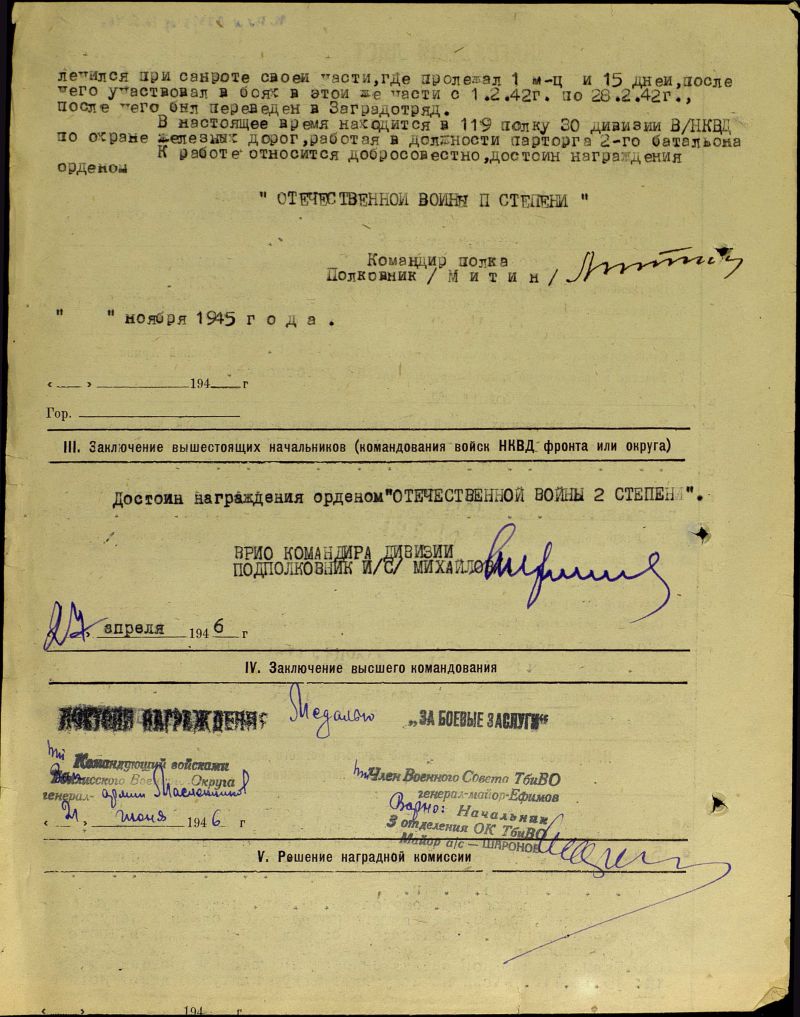 лечился при санроте своей части,где пролежал 1 м-ц и 15 дней,после
чего участвовал в боях в этой же части с 1.2.42г. по 28.2.42г.,
после чего был переведен в Заградотряд.
В настоящее время находится в 119 полку 30 дивизии В/НКВД
по охране железных дорог,работая в должности парторга 2-го батальона
К работе относится добросовестно,достоин награждения
орденом
" ОТЕЧЕСТВЕННОЙ ВОЙНЫ П СТЕПЕНИ "
Командир полка
Полковник / М и т и н /
" " ноября 1945 г о д а .
« » 194 г
Гор.
III. Заключение вышестоящих начальников (командования войск НКВД фронта или округа)
Достоин награждения орденом"ОТЕЧЕСТВЕННОЙ ВОЙНЫ 2 СТЕПЕНИ".
ВРИО КОМАНДИРА ДИВИЗИИ
ПОДПОЛКОВНИК И/С/ МИХАЙЛОВ
27 апреля 1946 г
IV. Заключение высшего командования
ДОСТОИН НАГРАЖДЕНИЯ Медалью „ЗА БОЕВЫЕ ЗАСЛУГИ“
Командующий войсками
Тбилисского Военного Округа
генерал- армии Масленников
« 21 » июня 1946 г
Член Военного Совета ТбиВО
генерал-майор-Ефимов
Верно: Начальник
3 отделения ОК ТбиВО
Майор а/с — ШАРОНОВ
V. Решение наградной комиссии
« » 194 г